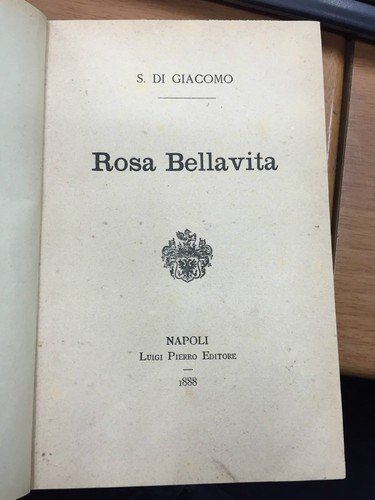 S. DI GIACOMO
Rosa Bellavita
NAPOLI
LUIGI PIERRO EDITORE
1888